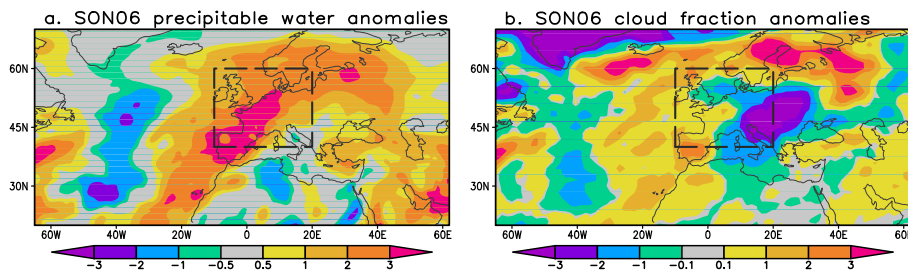 a. SON06 precipitable water anomalies
60N
45N
30N
60W 40W 20W 0 20E 40E 60E
-3 -2 -1 -0.5 0.5 1 2 3
b. SON06 cloud fraction anomalies
60N
45N
30N
60W 40W 20W 0 20E 40E 60E
-3 -2 -1 -0.1 0.1 1 2 3